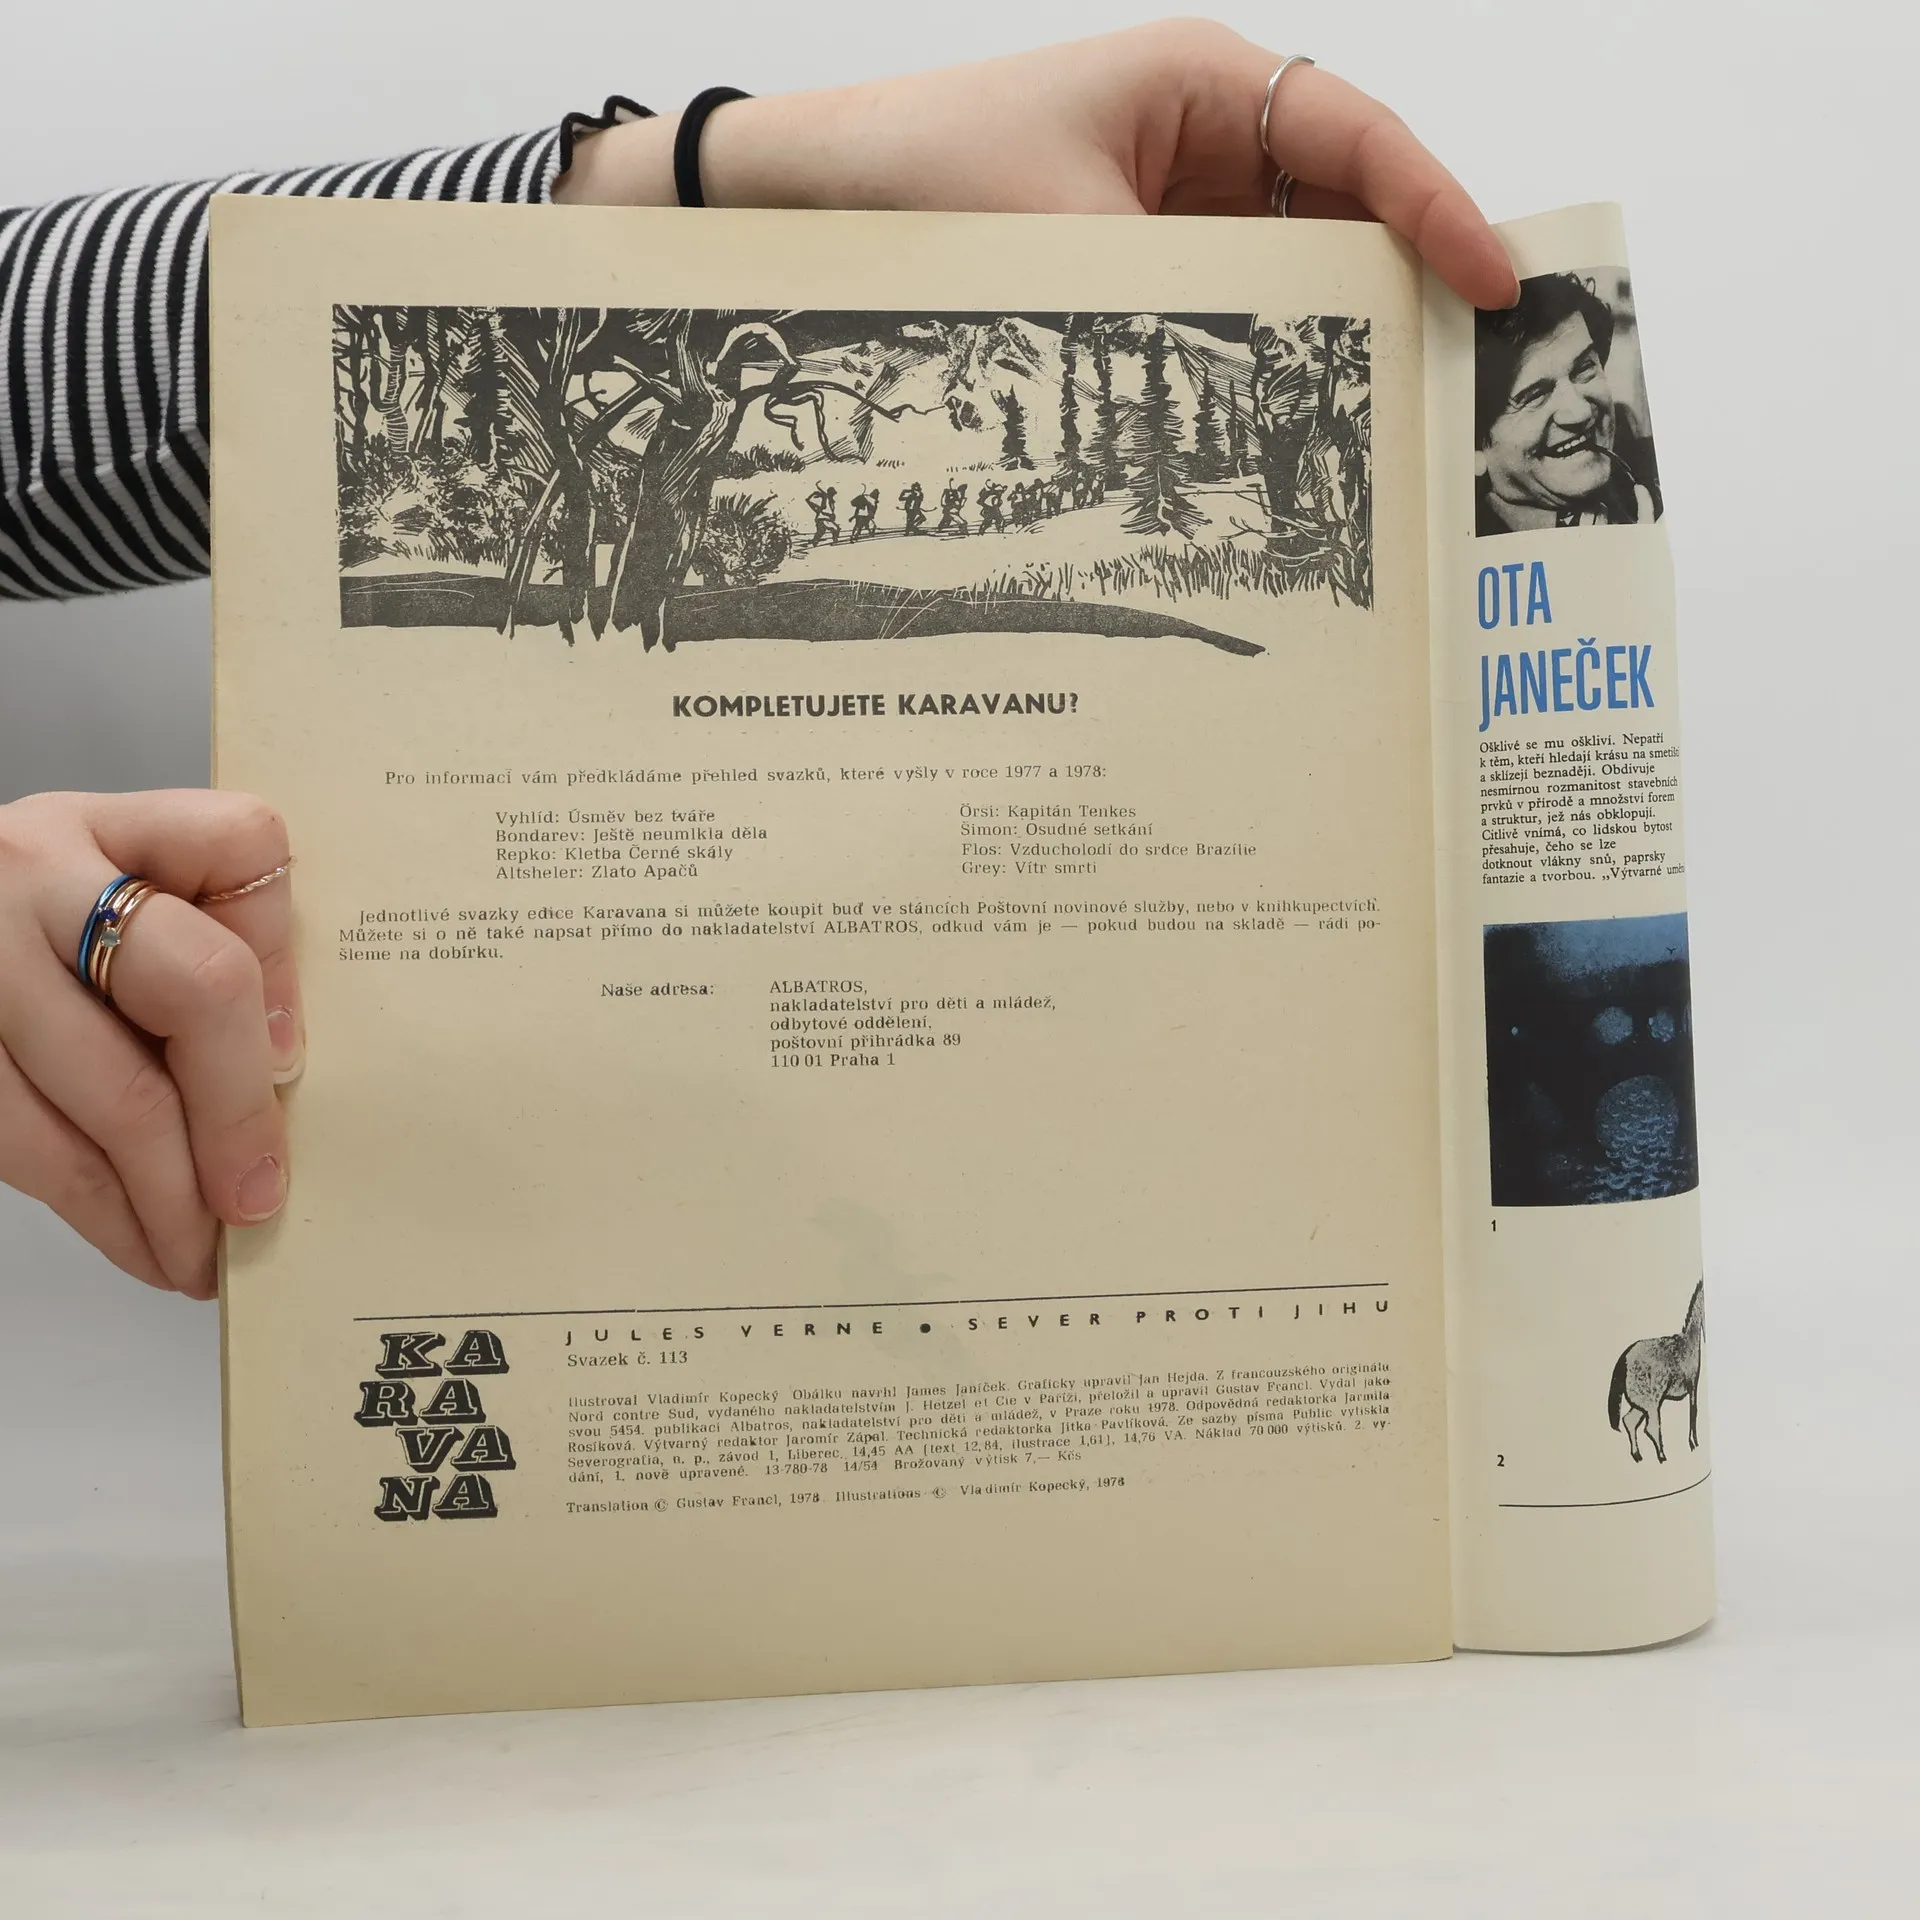 KOMPLETUJETE KARAVANU?
Pro informaci vám předkládáme přehled svazků, které vyšly v roce 1977 a 1978:
Vyhlíd: Úsměv bez tváře
Bondarev: Ještě neumlkla děla
Repko: Kletba Černé skály
Altsheler: Zlato Apačů
Örsi: Kapitán Tenkes
Šimon: Osudné setkání
Flos: Vzducholodí do srdce Brazílie
Grey: Vítr smrti
Jednotlivé svazky edice Karavana si můžete koupit buď ve stáncích Poštovní novinové služby, nebo v knihkupectvích.
Můžete si o ně také napsat přímo do nakladatelství ALBATROS, odkud vám je — pokud budou na skladě — rádi po-
šleme na dobírku.
Naše adresa:
ALBATROS,
nakladatelství pro děti a mládež,
odbytové oddělení,
poštovní přihrádka 89
110 01 Praha 1
KA
RA
VA
NA
JULES VERNE ● SEVER PROTI JIHU
Svazek č. 113
Ilustroval Vladimír Kopecký Obálku navrhl James Janíček. Graficky upravil Jan Hejda. Z francouzského originálu
Nord contre Sud, vydaného nakladatelstvím J. Hetzel et Cie v Paříži, přeložil a upravil Gustav Francl. Vydal jako
svou 5454. publikaci Albatros, nakladatelství pro děti a mládež, v Praze roku 1978. Odpovědná redaktorka Jarmila
Rosíková. Výtvarný redaktor Jaromír Zápal. Technická redaktorka Jitka Pavlíková. Ze sazby písma Public vytiskla
Severografia, n. p., závod 1, Liberec. 14,45 AA (text 12,84, ilustrace 1,61), 14,76 VA. Náklad 70 000 výtisků. 2. vy-
dání, 1. nově upravené. 13-780-78 14/54 Brožovaný výtisk 7,— Kčs
Translation © Gustav Francl, 1978. Illustrations © Vladimír Kopecký, 1978
OTA
JANEČEK
Ošklivé se mu oškliví. Nepatří
k těm, kteří hledají krásu na smetiš
a sklízejí beznaději. Obdivuje
nesmírnou rozmanitost stavebních
prvků v přírodě a množství forem
a struktur, jež nás obklopují.
Citlivě vnímá, co lidskou bytost
přesahuje, čeho se lze
dotknout vlákny snů, paprsky
fantazie a tvorbou. „Výtvarné umě
1
2